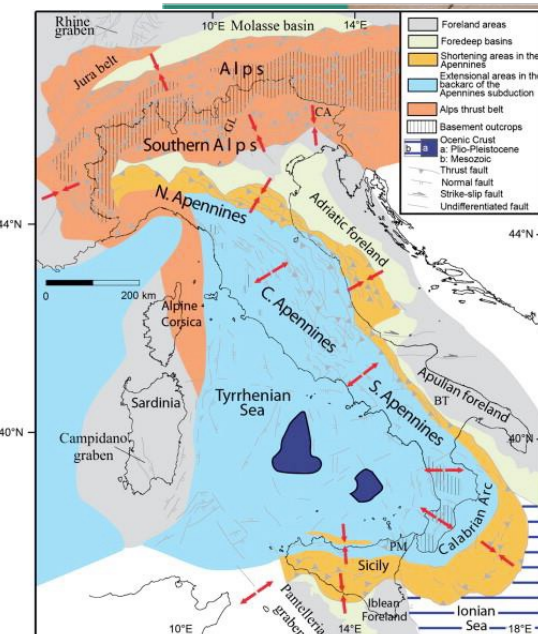 Rhine
graben
10°E
Molasse basin
14°E
Jura belt
Alps
GL
CA
Southern Alps
N. Apennines
Adriatic foreland
44°N
44°N
0
200 km
Alpine
Corsica
C. Apennines
Sardinia
Tyrrhenian
Sea
S. Apennines
Apulian foreland
BT
Campidano
graben
40°N
40°N
Calabrian Arc
PM
Sicily
Pantelleria
graben
Iblean
Foreland
Ionian
Sea
10°E
14°E
18°E
Foreland areas
Foredeep basins
Shortening areas in the
Apennines
Extensional areas in the
backarc of the
Apennines subduction
Alps thrust belt
Basement outcrops
b a
Ocenic Crust
a: Plio-Pleistocene
b: Mesozoic
Thrust fault
Normal fault
Strike-slip fault
Undifferentiated fault